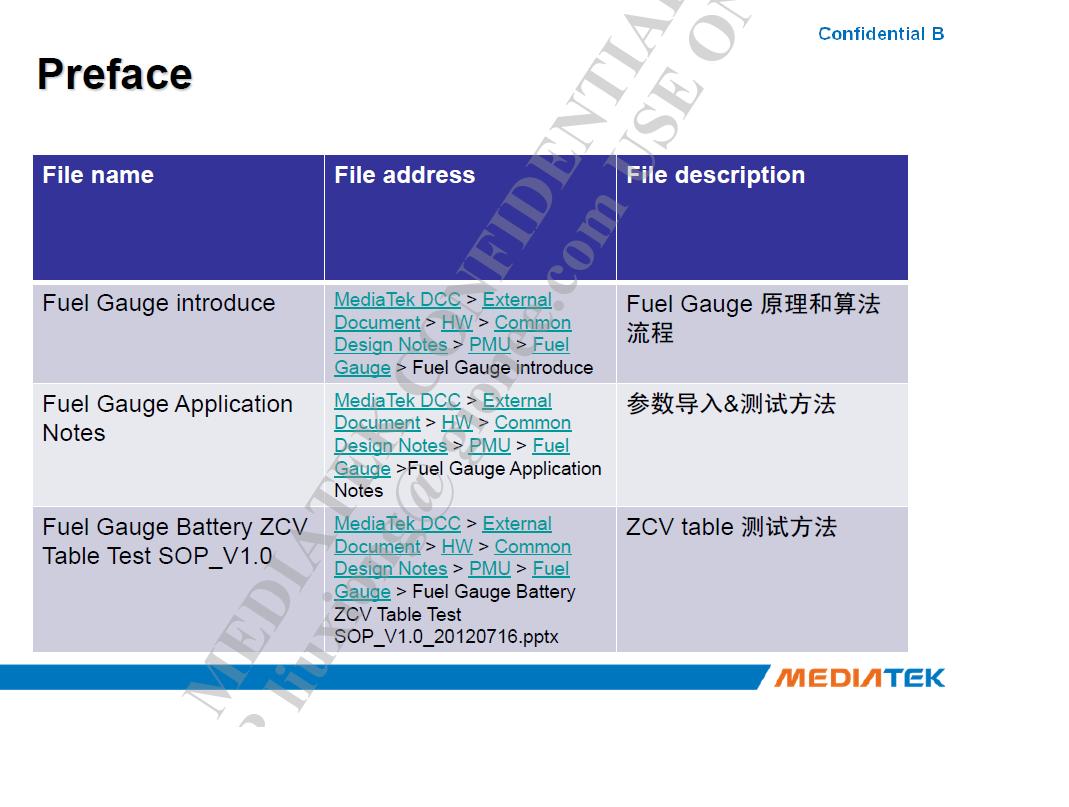 Confidential B
Preface
File name
File address
File description
Fuel Gauge introduce
MediaTek DCC > External
Document > HW > Common
Design Notes > PMU > Fuel
Gauge > Fuel Gauge introduce
Fuel Gauge 原理和算法
流程
Fuel Gauge Application
Notes
MediaTek DCC > External
Document > HW > Common
Design Notes > PMU > Fuel
Gauge >Fuel Gauge Application
Notes
参数导入&测试方法
Fuel Gauge Battery ZCV
Table Test SOP_V1.0
MediaTek DCC > External
Document > HW > Common
Design Notes > PMU > Fuel
Gauge > Fuel Gauge Battery
ZCV Table Test
SOP_V1.0_20120716.pptx
ZCV table 测试方法
MEDIATEK CONFIDENTIAL
liuxiong@gionee.com USE ON
MEDIATEK